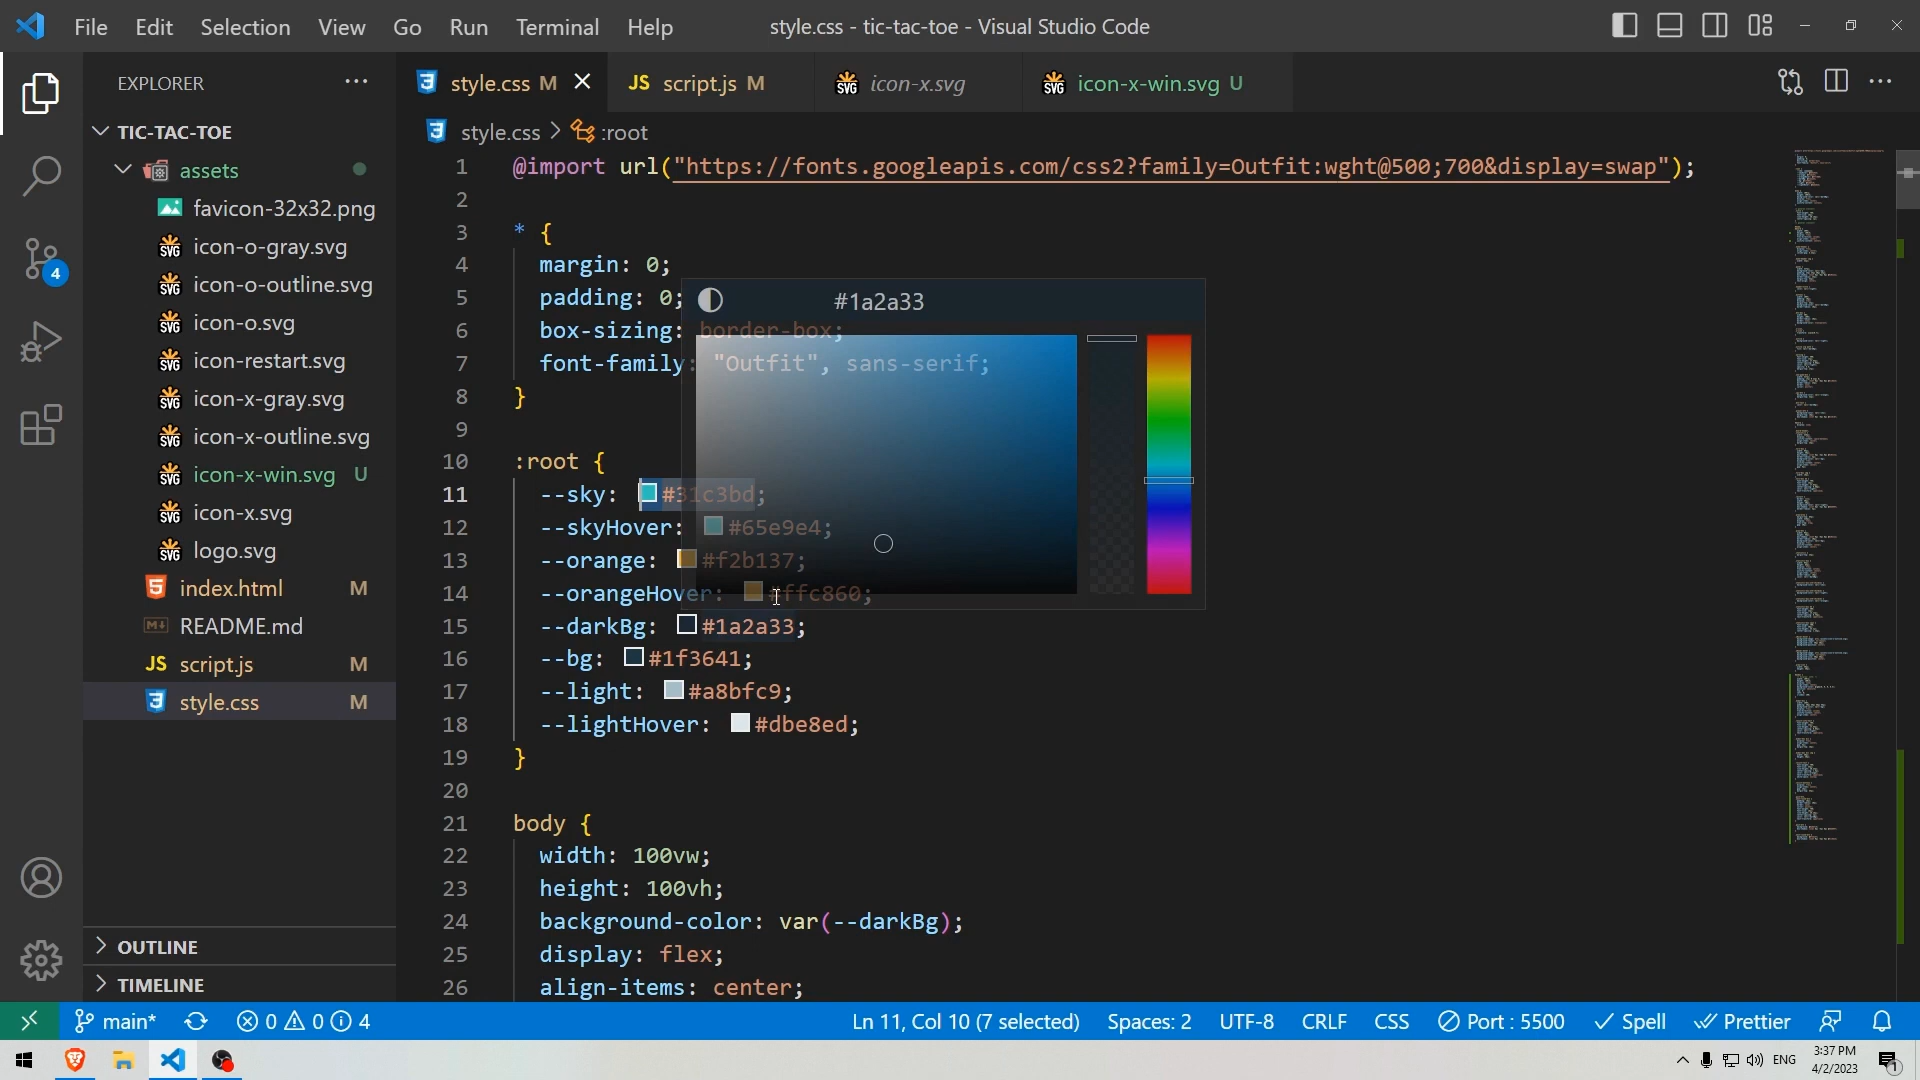 File Edit Selection View Go Run Terminal Help
style.css - tic-tac-toe - Visual Studio Code
EXPLORER
TIC-TAC-TOE
assets
favicon-32x32.png
icon-o-gray.svg
icon-o-outline.svg
icon-o.svg
icon-restart.svg
icon-x-gray.svg
icon-x-outline.svg
icon-x-win.svg U
icon-x.svg
logo.svg
index.html M
README.md
script.js M
style.css M
OUTLINE
TIMELINE
4
style.css M
JS script.js M
icon-x.svg
icon-x-win.svg U
style.css > :root
1 @import url("https://fonts.googleapis.com/css2?family=Outfit:wght@500;700&display=swap");
2
3 * {
4 margin: 0;
5 padding: 0;
6 box-sizing: border-box;
7 font-family: "Outfit", sans-serif;
8 }
9
10 :root {
11 --sky: #31c3bd;
12 --skyHover: #65e9e4;
13 --orange: #f2b137;
14 --orangeHover: #ffc860;
15 --darkBg: #1a2a33;
16 --bg: #1f3641;
17 --light: #a8bfc9;
18 --lightHover: #dbe8ed;
19 }
20
21 body {
22 width: 100vw;
23 height: 100vh;
24 background-color: var(--darkBg);
25 display: flex;
26 align-items: center;
#1a2a33
main* 0 0 4
Ln 11, Col 10 (7 selected) Spaces: 2 UTF-8 CRLF CSS Port : 5500 Spell Prettier
ENG
3:37 PM
4/2/2023
1